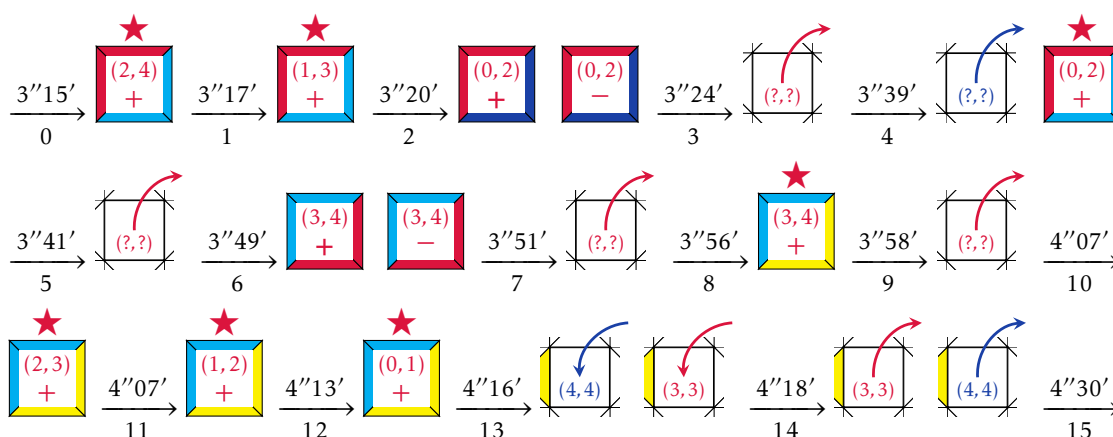 3″15′ (2,4) + 3″17′ (1,3) + 3″20′ (0,2) + (0,2) − 3″24′ (?,?) 3″39′ (?,?) (0,2) +
0 1 2 3 4
3″41′ (?,?) 3″49′ (3,4) + (3,4) − 3″51′ (?,?) 3″56′ (3,4) + 3″58′ (?,?) 4″07′
5 6 7 8 9 10
(2,3) + 4″07′ (1,2) + 4″13′ (0,1) + 4″16′ (4,4) (3,3) 4″18′ (3,3) (4,4) 4″30′
11 12 13 14 15